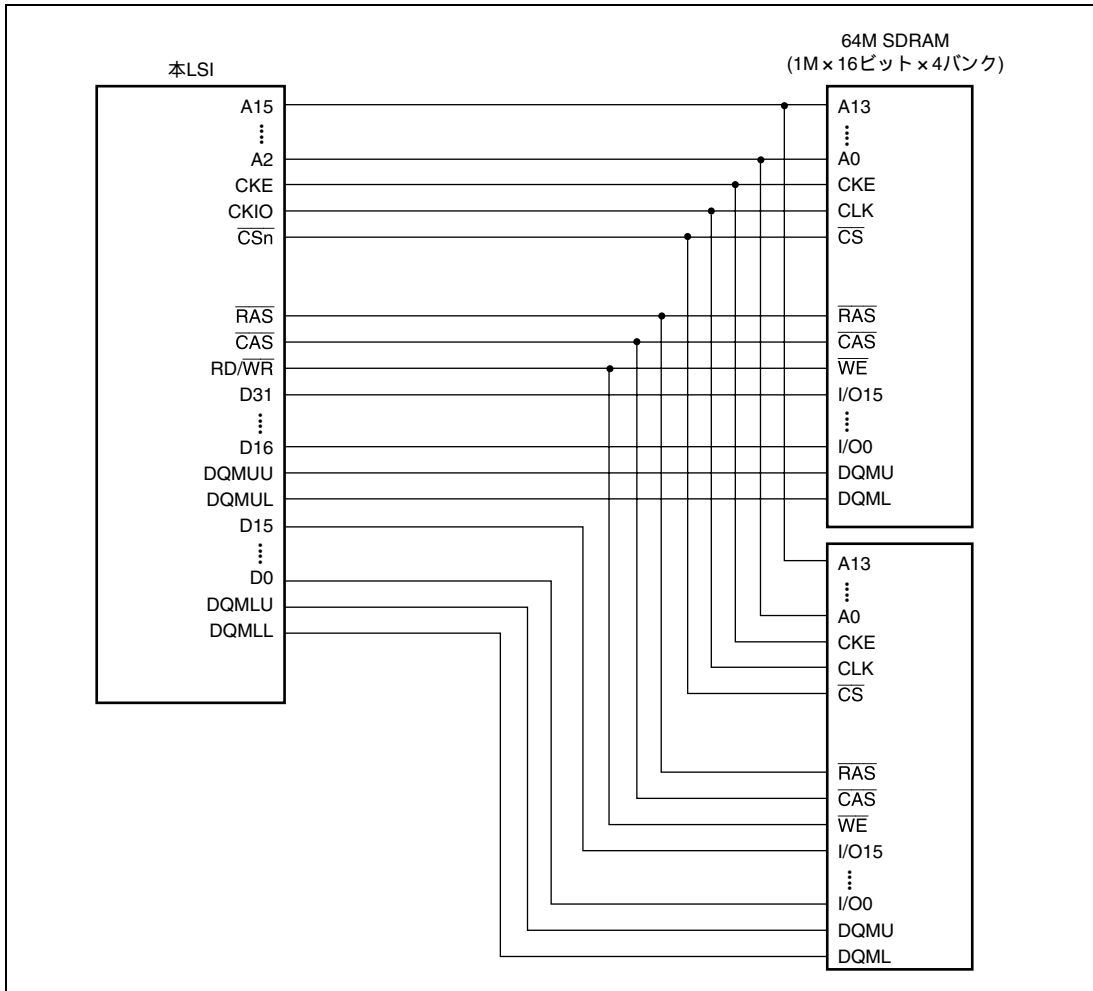 本LSI
A15
A2
CKE
CKIO
CSn
RAS
CAS
RD/WR
D31
D16
DQMUU
DQMUL
D15
D0
DQMLU
DQMLL
64M SDRAM
(1M×16ビット×4バンク)
A13
A0
CKE
CLK
CS
RAS
CAS
WE
I/O15
I/O0
DQMU
DQML
A13
A0
CKE
CLK
CS
RAS
CAS
WE
I/O15
I/O0
DQMU
DQML